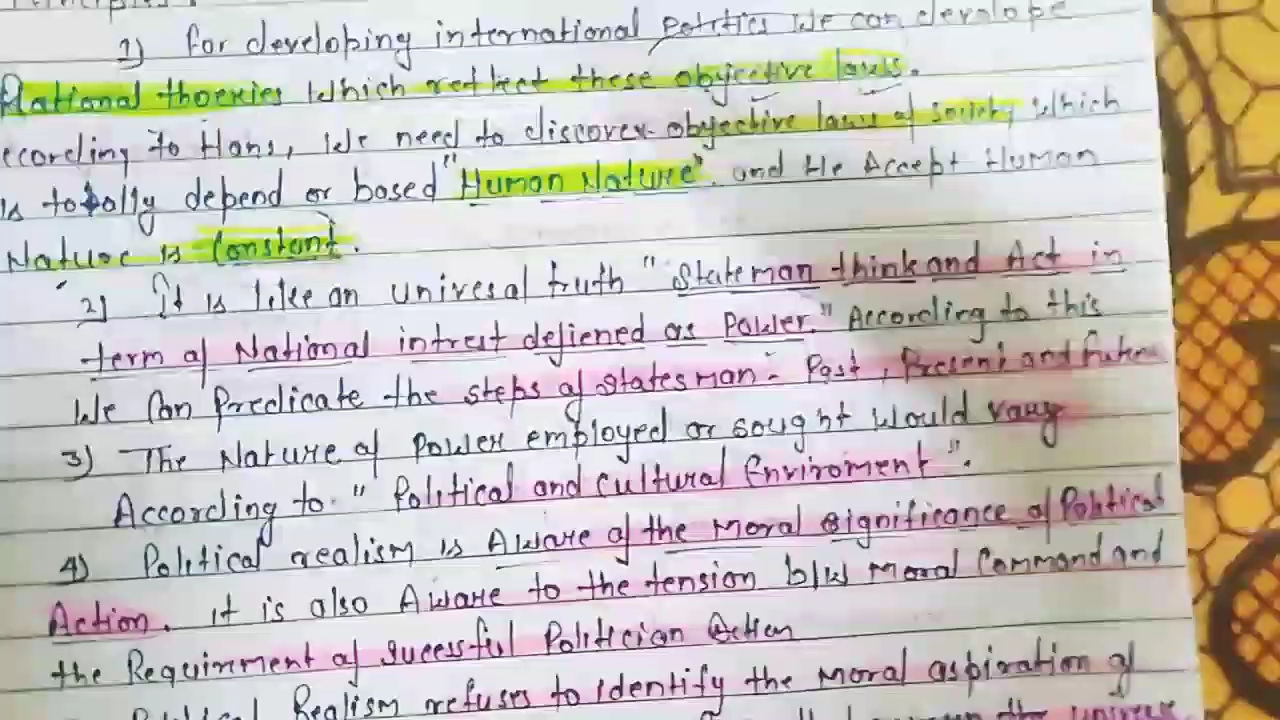 1) for developing international politics we can develope
Rational thoeries which reflect these objective laws.
ccording to Hans, we need to discover objective laws of society which
is totally depend or based "Human Nature". and He Accept Human
Nature is Constant.
2) It is like an univesal truth "Stateman think and Act in
term of National intrest defiened as Power." According to this
we Can Predicate the steps of statesman - Past, Present and future
3) The Nature of Power employed or sought would vary
According to "Political and cultural Enviroment".
4) Political realism is Aware of the moral significance of Political
Action. it is also Aware to the tension b/w moral Command and
the Requirnment of sucessful Politician Action
Realism refuses to identify the moral aspiration of
the universe